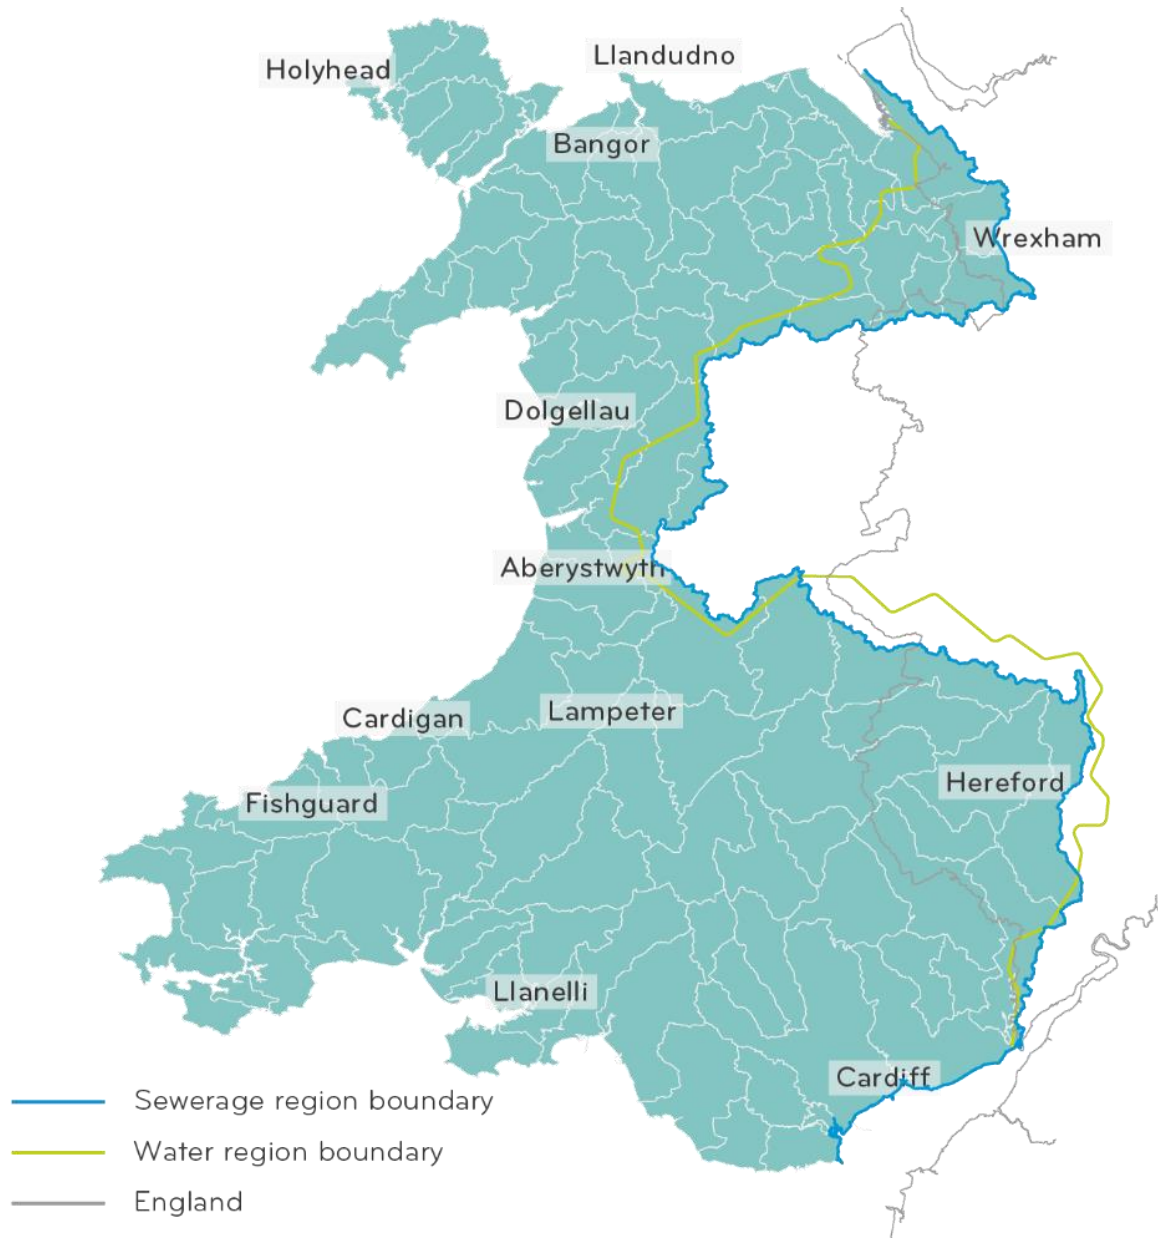 Llandudno
Holyhead
Bangor
Wrexham
Dolgellau
Aberystwyth
Lampeter
Cardigan
Hereford
Fishguard
Llanelli
Cardiff
Sewerage region boundary
Water region boundary
England